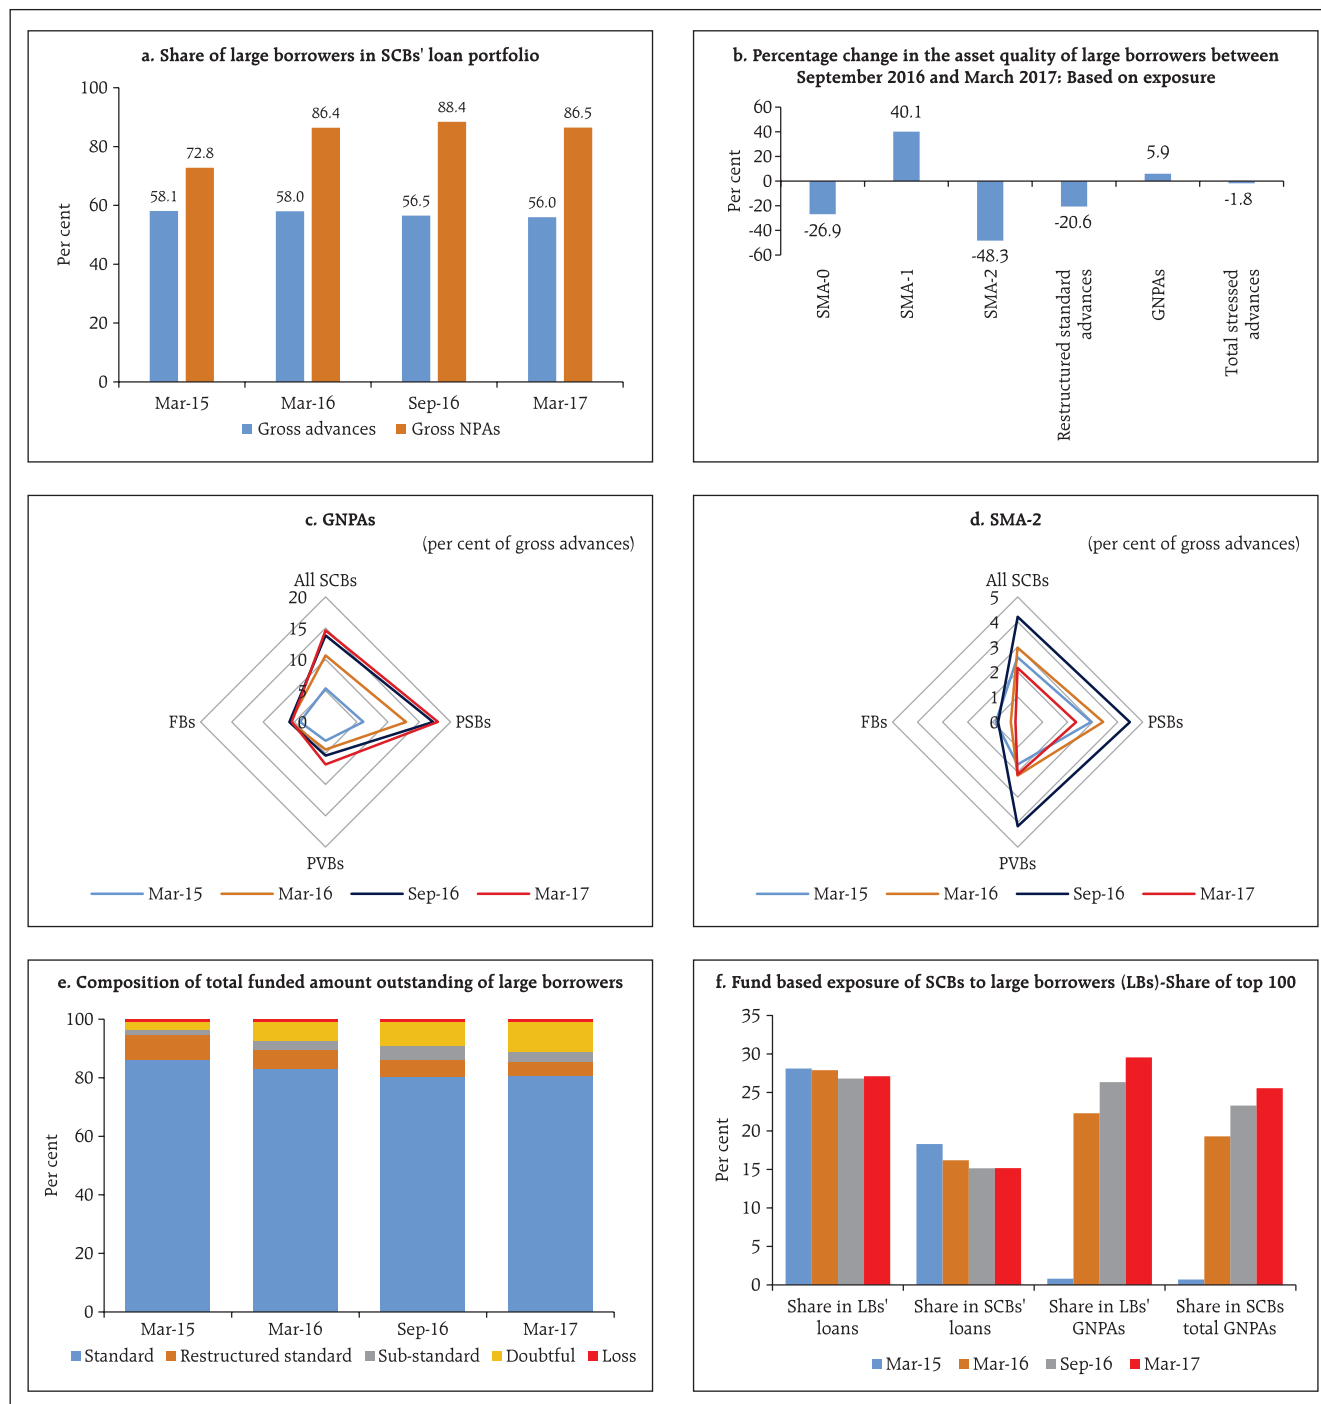 a. Share of large borrowers in SCBs' loan portfolio
Per cent
100
80
60
40
20
0
58.1
72.8
58.0
86.4
56.5
88.4
56.0
86.5
Mar-15
Mar-16
Sep-16
Mar-17
Gross advances
Gross NPAs
b. Percentage change in the asset quality of large borrowers between
September 2016 and March 2017: Based on exposure
Per cent
60
40
20
0
-20
-40
-60
-26.9
40.1
-48.3
-20.6
5.9
-1.8
SMA-0
SMA-1
SMA-2
Restructured standard
advances
GNPAs
Total stressed
advances
c. GNPAs
(per cent of gross advances)
All SCBs
20
15
10
5
0
FBs
PSBs
PVBs
Mar-15
Mar-16
Sep-16
Mar-17
d. SMA-2
(per cent of gross advances)
All SCBs
5
4
3
2
1
0
FBs
PSBs
PVBs
Mar-15
Mar-16
Sep-16
Mar-17
e. Composition of total funded amount outstanding of large borrowers
Per cent
100
80
60
40
20
0
Mar-15
Mar-16
Sep-16
Mar-17
Standard
Restructured standard
Sub-standard
Doubtful
Loss
f. Fund based exposure of SCBs to large borrowers (LBs)-Share of top 100
Per cent
35
30
25
20
15
10
5
0
Share in LBs'
loans
Share in SCBs'
loans
Share in LBs'
GNPAs
Share in SCBs
total GNPAs
Mar-15
Mar-16
Sep-16
Mar-17